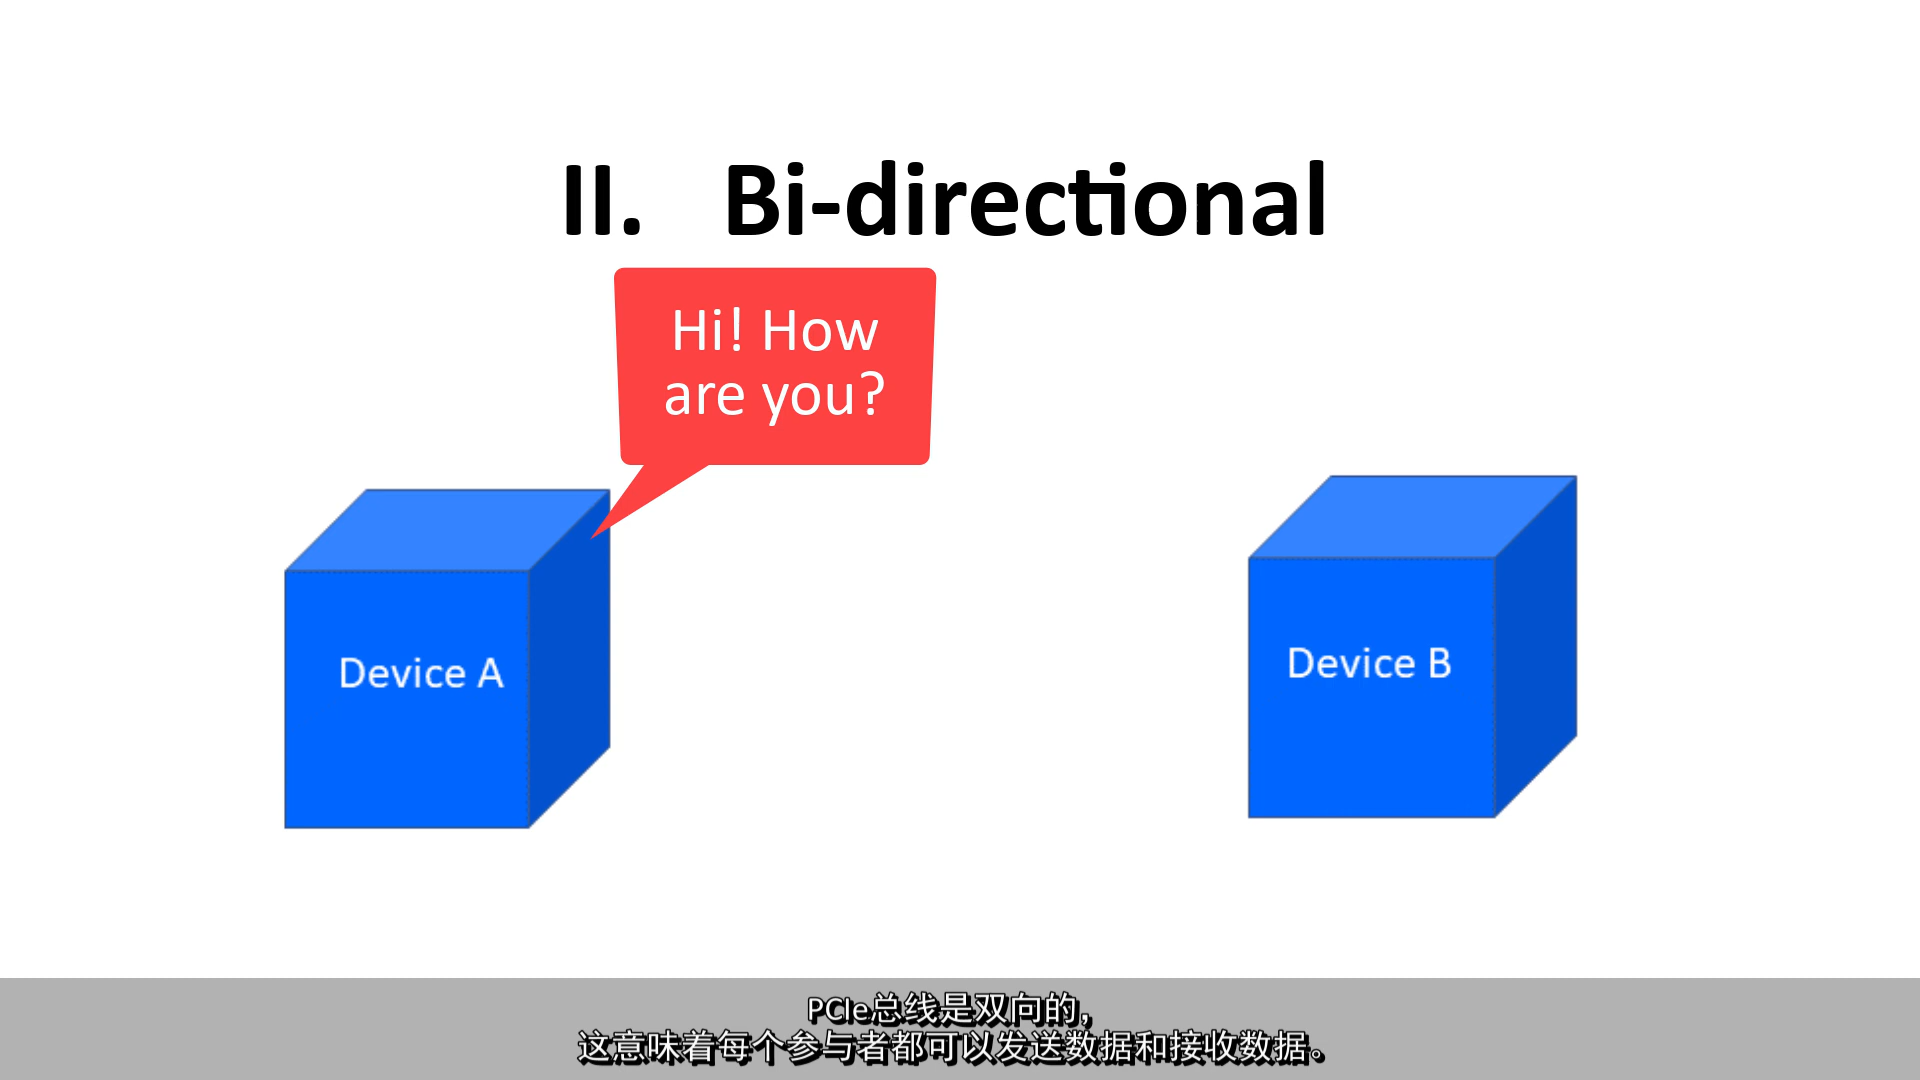 II. Bi-directional
Hi! How
are you?
Device A
Device B
PCIe总线是双向的，
这意味着每个参与者都可以发送数据和接收数据。